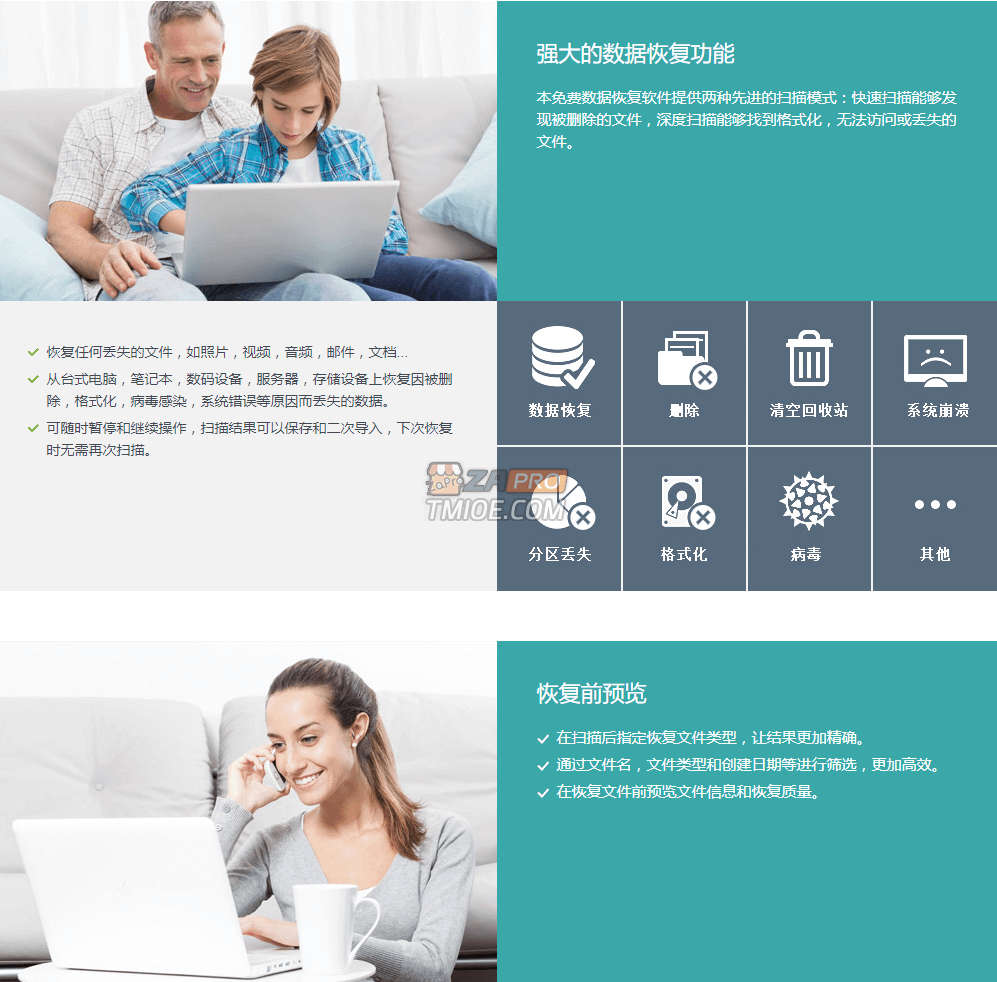 强大的数据恢复功能
本免费数据恢复软件提供两种先进的扫描模式：快速扫描能够发
现被删除的文件，深度扫描能够找到格式化，无法访问或丢失的
文件。
恢复任何丢失的文件，如照片，视频，音频，邮件，文档...
从台式电脑，笔记本，数码设备，服务器，存储设备上恢复因被删
除，格式化，病毒感染，系统错误等原因而丢失的数据。
可随时暂停和继续操作，扫描结果可以保存和二次导入，下次恢复
时无需再次扫描。
数据恢复
删除
清空回收站
系统崩溃
ZAPRO
TMIOE.COM
分区丢失
格式化
病毒
其他
恢复前预览
在扫描后指定恢复文件类型，让结果更加精确。
通过文件名，文件类型和创建日期等进行筛选，更加高效。
在恢复文件前预览文件信息和恢复质量。